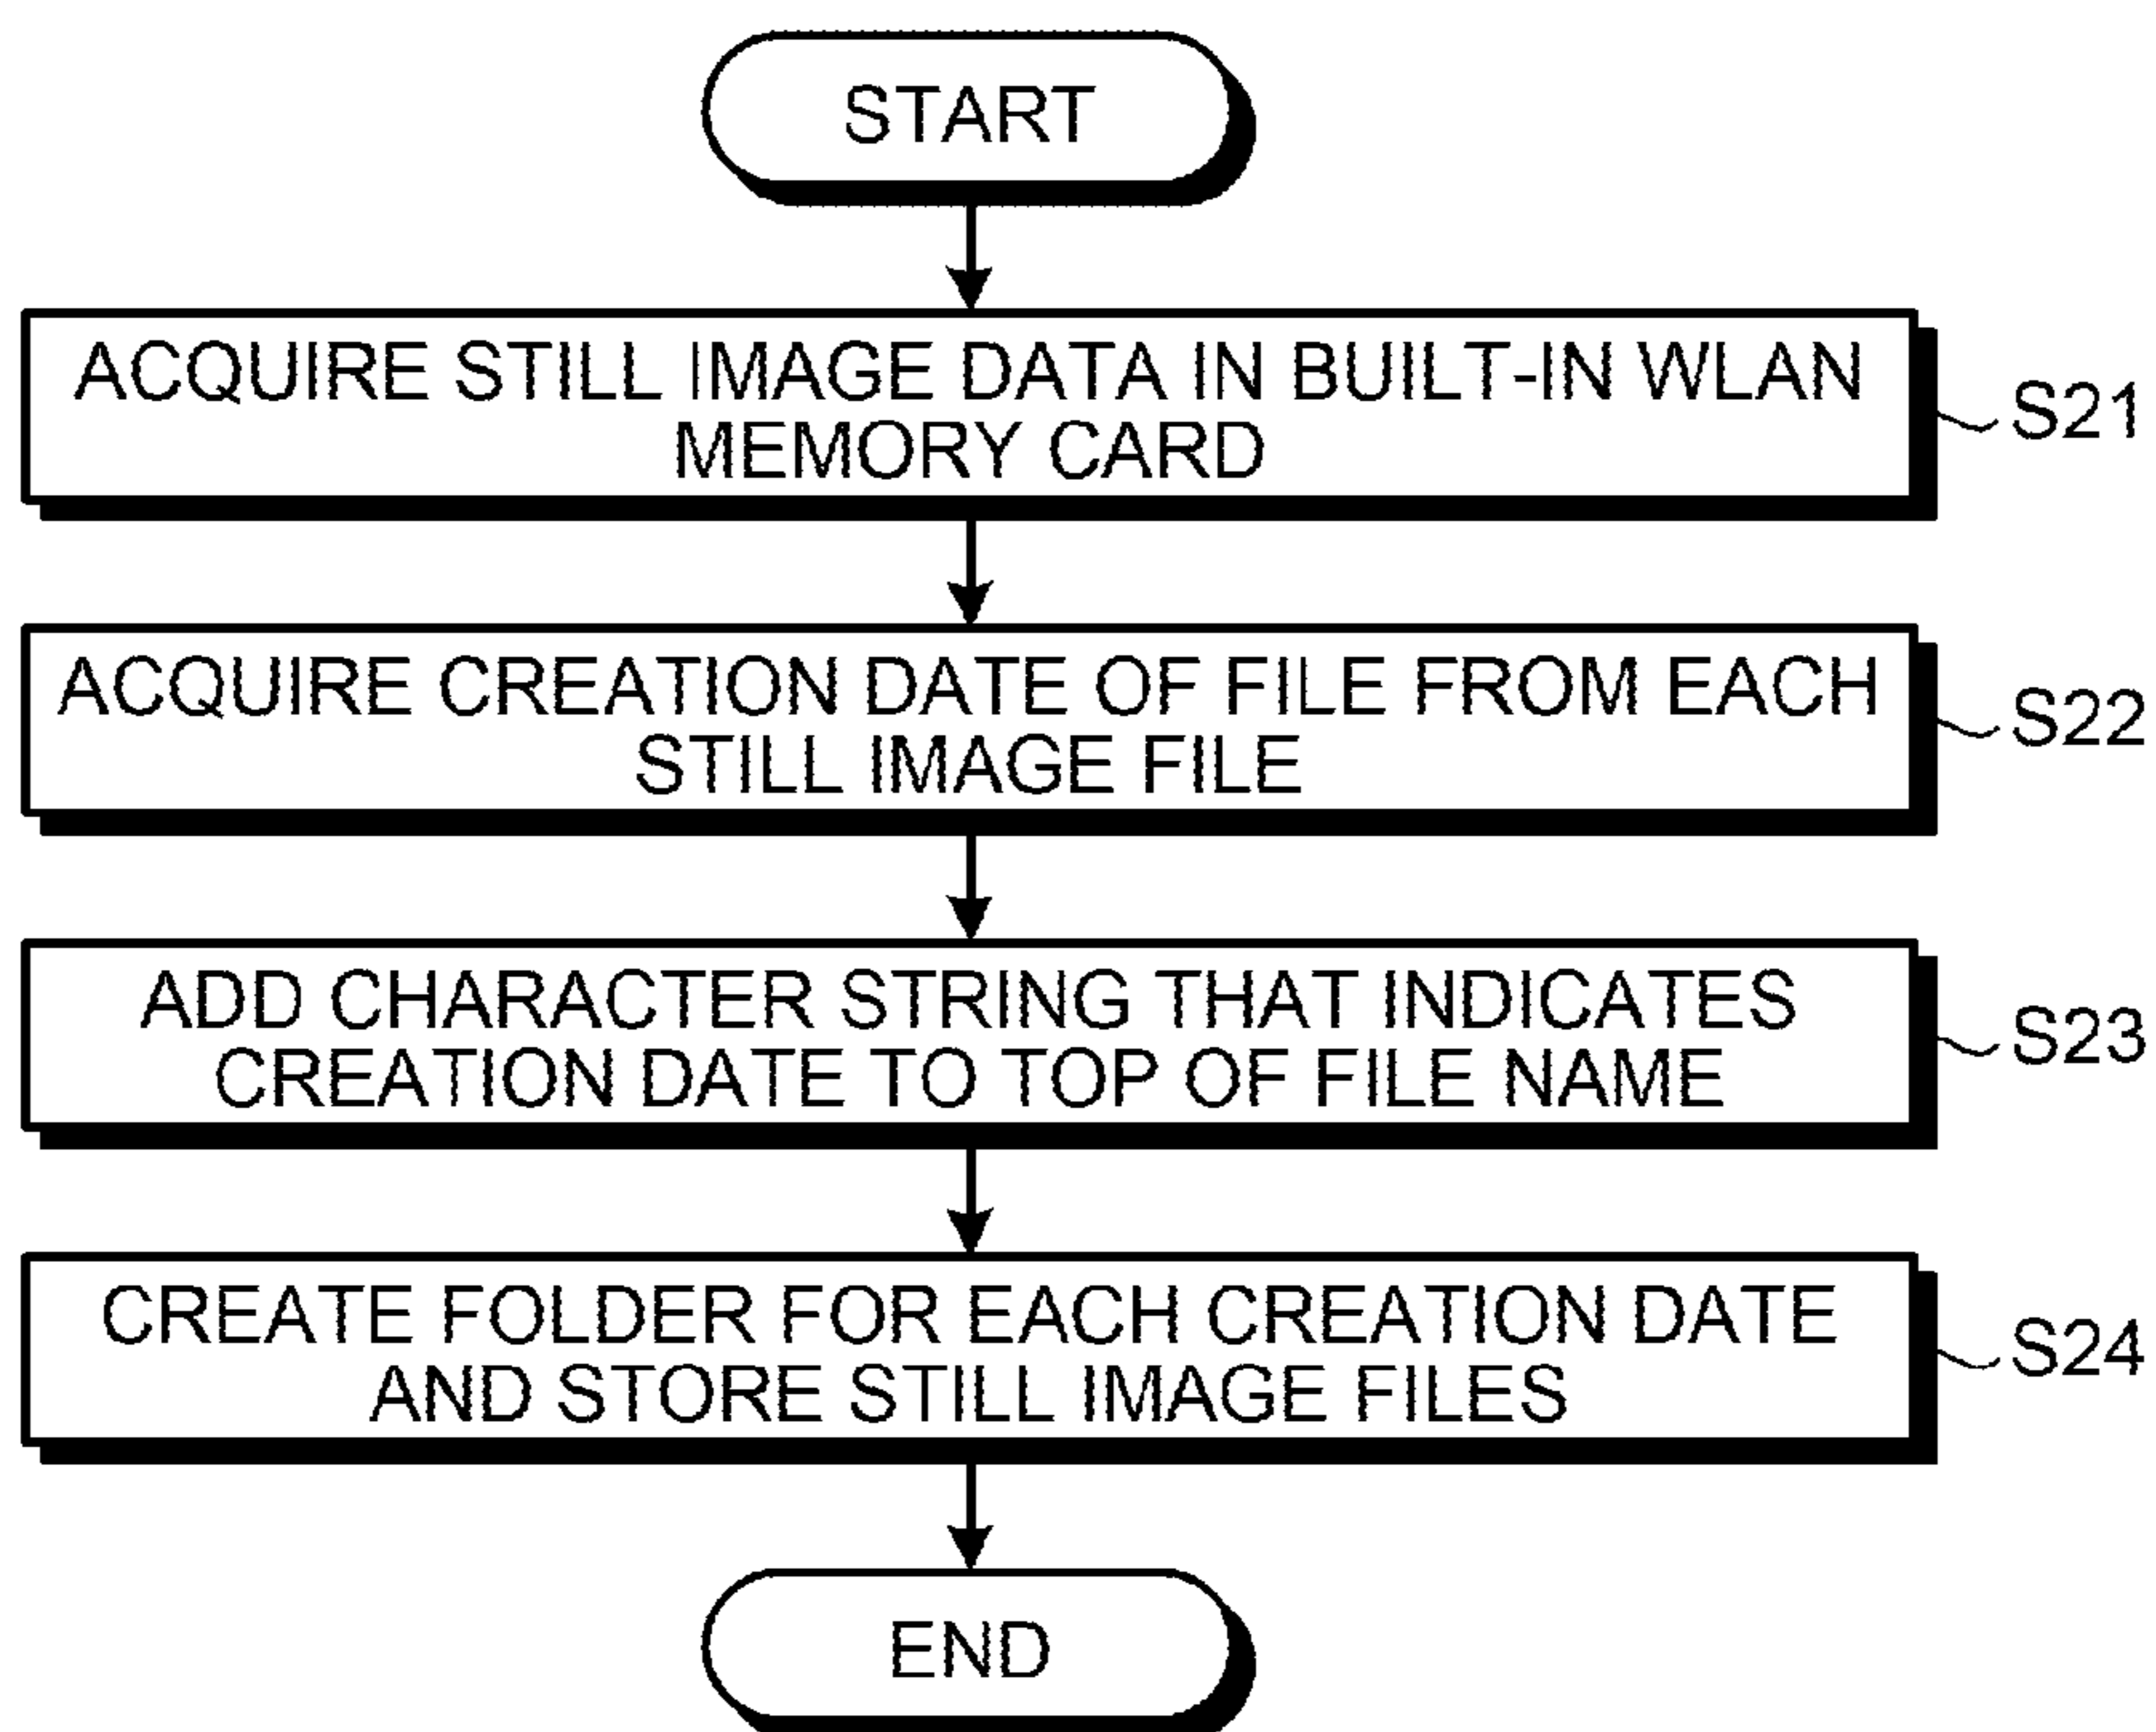 START
ACQUIRE STILL IMAGE DATA IN BUILT-IN WLAN
MEMORY CARD
S21
ACQUIRE CREATION DATE OF FILE FROM EACH
STILL IMAGE FILE
S22
ADD CHARACTER STRING THAT INDICATES
CREATION DATE TO TOP OF FILE NAME
S23
CREATE FOLDER FOR EACH CREATION DATE
AND STORE STILL IMAGE FILES
S24
END